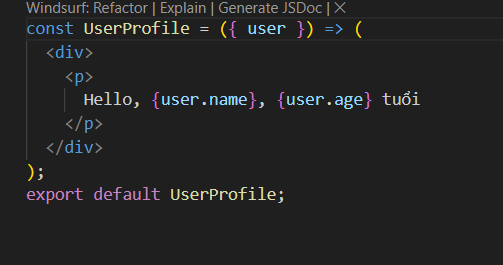 Windsurf: Refactor | Explain | Generate JSDoc | ×
const UserProfile = ({ user }) => (
<div>
<p>
Hello, {user.name}, {user.age} tuổi
</p>
</div>
);
export default UserProfile;